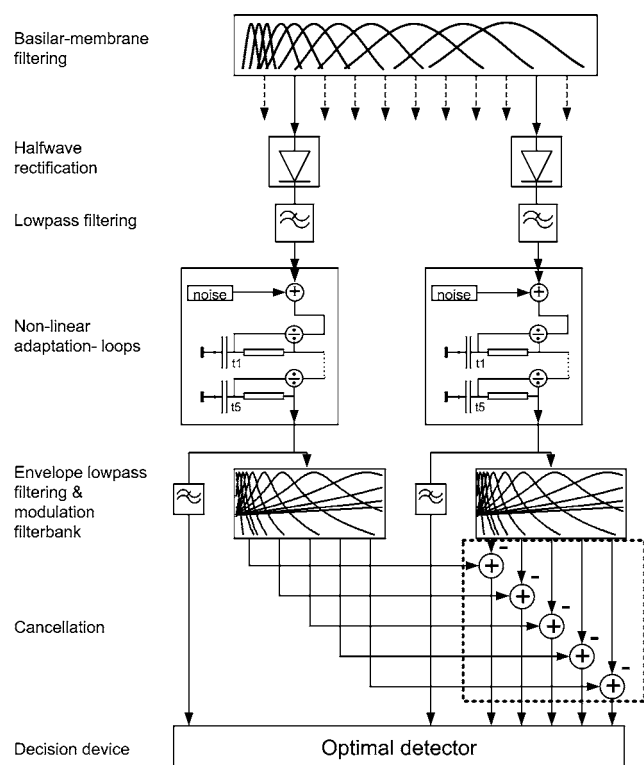 Basilar-membrane
filtering
Halfwave
rectification
Lowpass filtering
noise
+
noise
+
Non-linear
adaptation- loops
÷
t1
÷
t5
÷
t1
÷
t5
Envelope lowpass
filtering &
modulation
filterbank
Cancellation
-
+
-
+
-
+
-
+
-
+
Decision device
Optimal detector